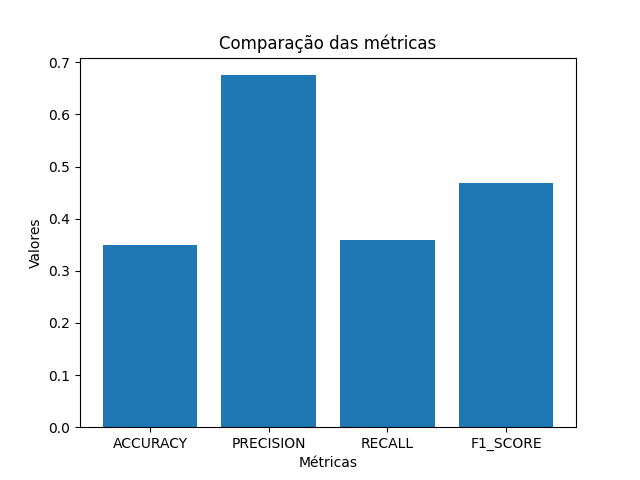 Comparação das métricas
Valores
0.7
0.6
0.5
0.4
0.3
0.2
0.1
0.0
ACCURACY PRECISION RECALL F1_SCORE
Métricas